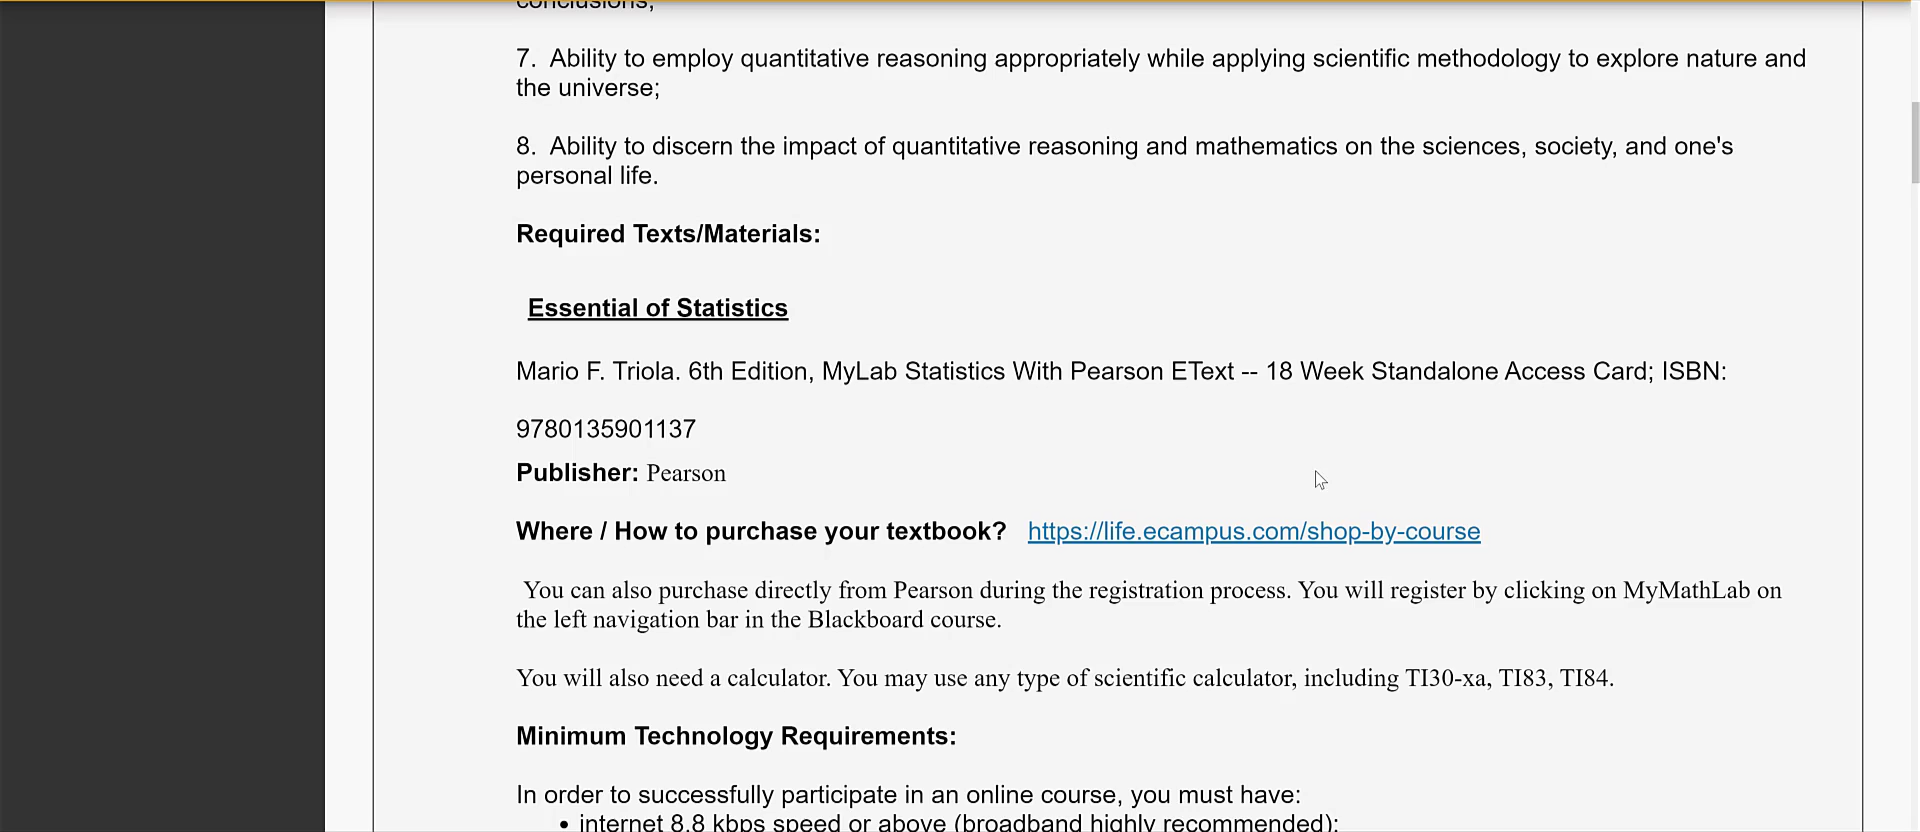 conclusions;
7.  Ability to employ quantitative reasoning appropriately while applying scientific methodology to explore nature and
the universe;
8.  Ability to discern the impact of quantitative reasoning and mathematics on the sciences, society, and one's
personal life.
Required Texts/Materials:
Essential of Statistics
Mario F. Triola. 6th Edition, MyLab Statistics With Pearson EText -- 18 Week Standalone Access Card; ISBN:
9780135901137
Publisher: Pearson
Where / How to purchase your textbook?   https://life.ecampus.com/shop-by-course
You can also purchase directly from Pearson during the registration process. You will register by clicking on MyMathLab on
the left navigation bar in the Blackboard course.
You will also need a calculator. You may use any type of scientific calculator, including TI30-xa, TI83, TI84.
Minimum Technology Requirements:
In order to successfully participate in an online course, you must have:
• internet 8.8 kbps speed or above (broadband highly recommended);